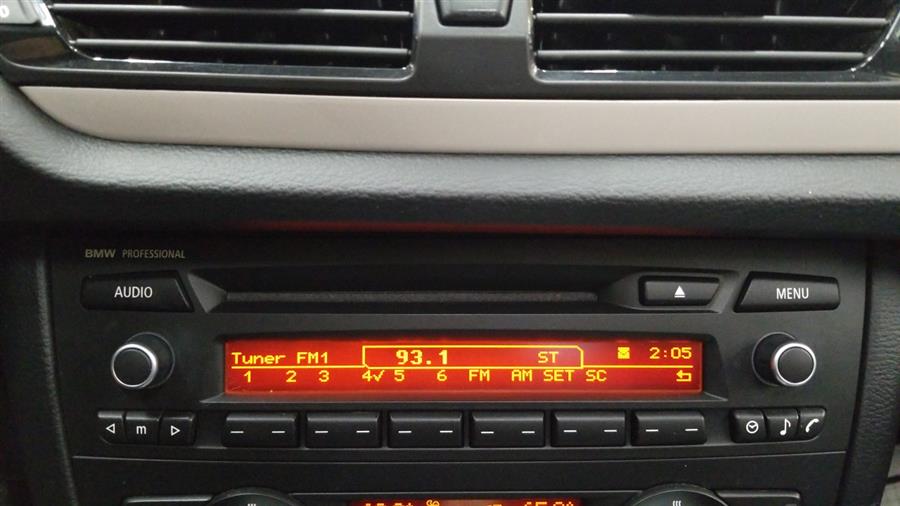 BMW PROFESSIONAL
AUDIO
MENU
Tuner FM1 93.1 ST 2:05
1 2 3 4✓ 5 6 FM AM SET SC
m